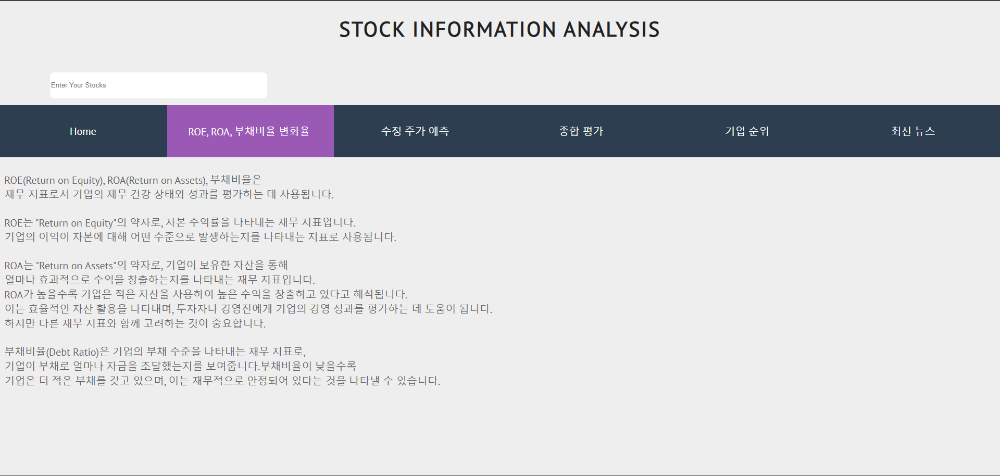 STOCK INFORMATION ANALYSIS
Enter Your Stocks
Home
ROE, ROA, 부채비율 변화율
수정 주가 예측
종합 평가
기업 순위
최신 뉴스
ROE(Return on Equity), ROA(Return on Assets), 부채비율은
재무 지표로서 기업의 재무 건강 상태와 성과를 평가하는 데 사용됩니다.
ROE는 "Return on Equity"의 약자로, 자본 수익률을 나타내는 재무 지표입니다.
기업의 이익이 자본에 대해 어떤 수준으로 발생하는지를 나타내는 지표로 사용됩니다.
ROA는 "Return on Assets"의 약자로, 기업이 보유한 자산을 통해
얼마나 효과적으로 수익을 창출하는지를 나타내는 재무 지표입니다.
ROA가 높을수록 기업은 적은 자산을 사용하여 높은 수익을 창출하고 있다고 해석됩니다.
이는 효율적인 자산 활용을 나타내며, 투자자나 경영진에게 기업의 경영 성과를 평가하는 데 도움이 됩니다.
하지만 다른 재무 지표와 함께 고려하는 것이 중요합니다.
부채비율(Debt Ratio)은 기업의 부채 수준을 나타내는 재무 지표로,
기업이 부채로 얼마나 자금을 조달했는지를 보여줍니다.부채비율이 낮을수록
기업은 더 적은 부채를 갖고 있으며, 이는 재무적으로 안정되어 있다는 것을 나타낼 수 있습니다.